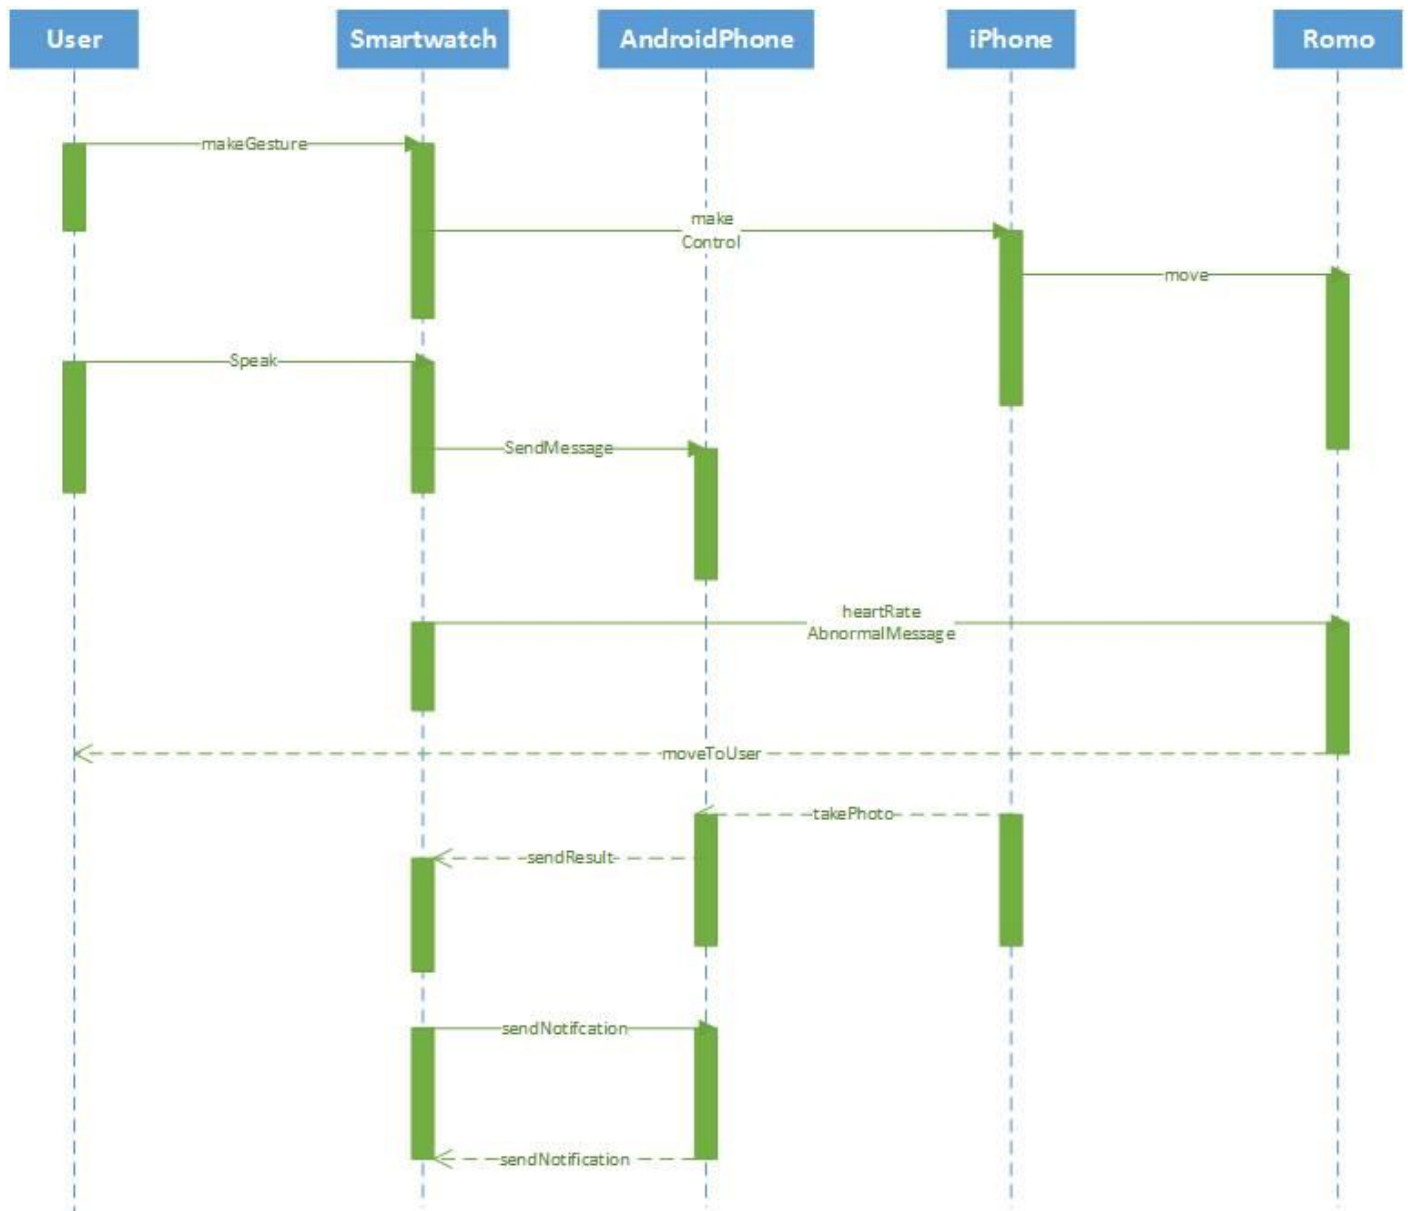 User
Smartwatch
AndroidPhone
iPhone
Romo
makeGesture
make
Control
move
Speak
SendMessage
heartRate
AbnormalMessage
moveToUser
takePhoto
sendResult
sendNotifcation
sendNotification